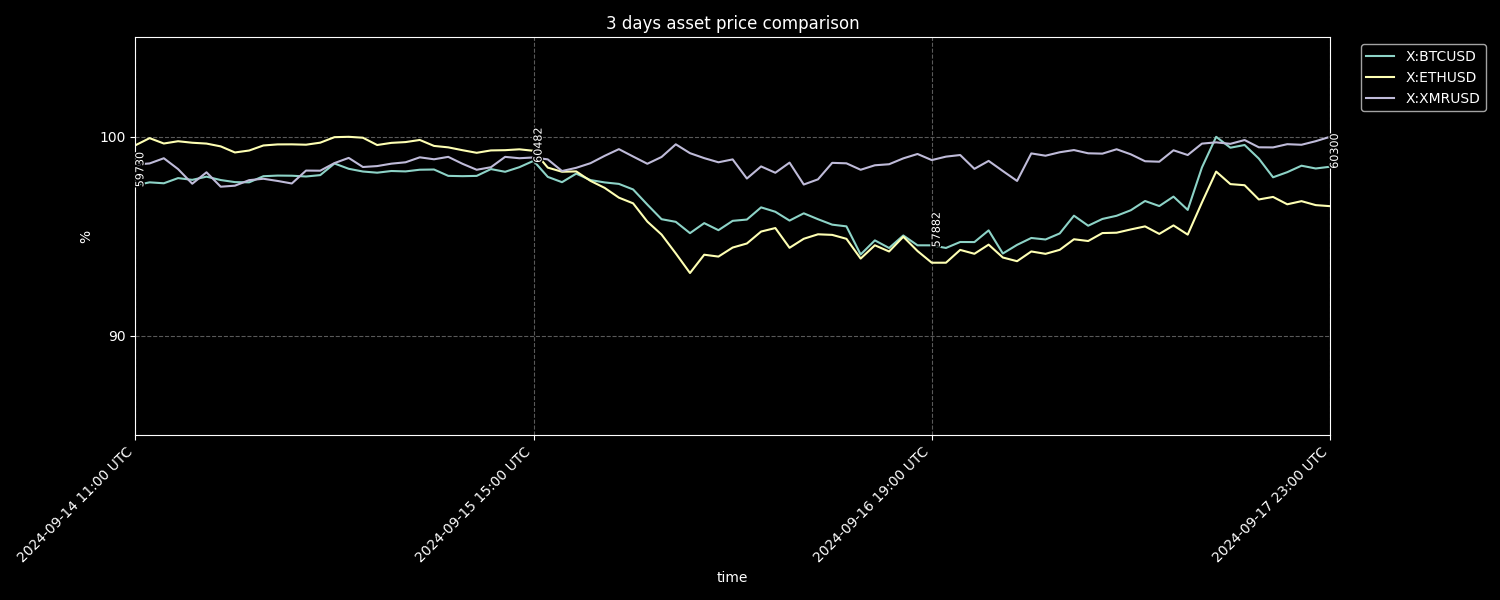 3 days asset price comparison
X:BTCUSD
X:ETHUSD
X:XMRUSD
100
90
%
59730
60482
57882
60300
2024-09-14 11:00 UTC
2024-09-15 15:00 UTC
2024-09-16 19:00 UTC
2024-09-17 23:00 UTC
time